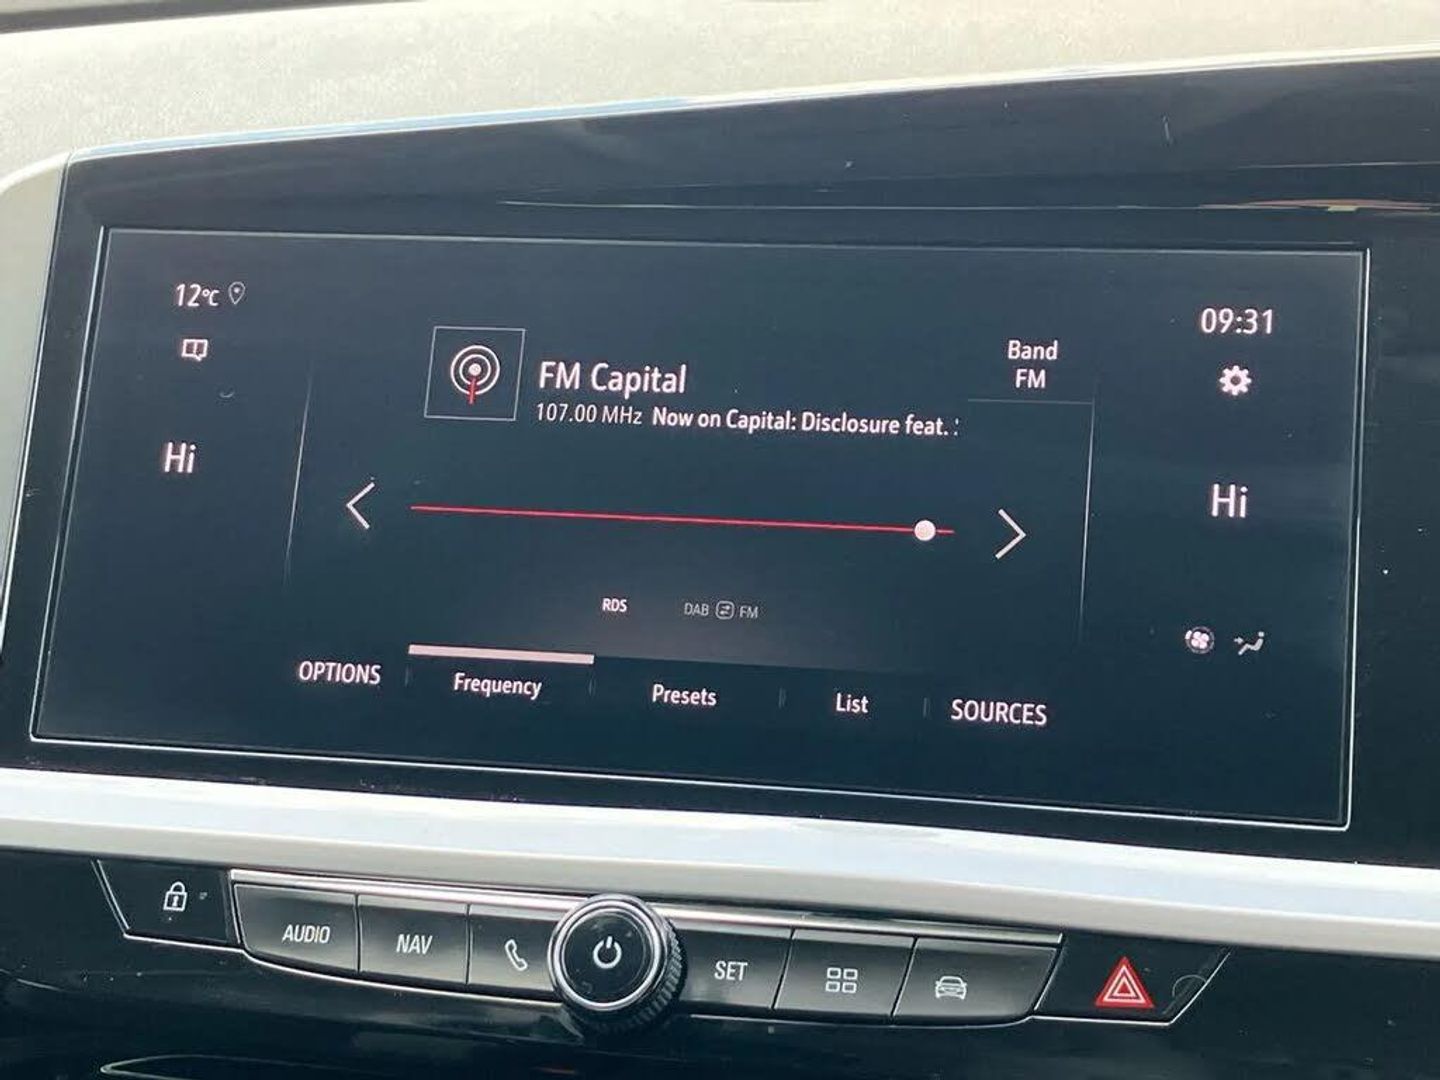 12°C
09:31
Band
FM
FM Capital
107.00 MHz Now on Capital: Disclosure feat.
Hi
Hi
RDS
DAB FM
OPTIONS
Frequency
Presets
List
SOURCES
AUDIO
NAV
SET